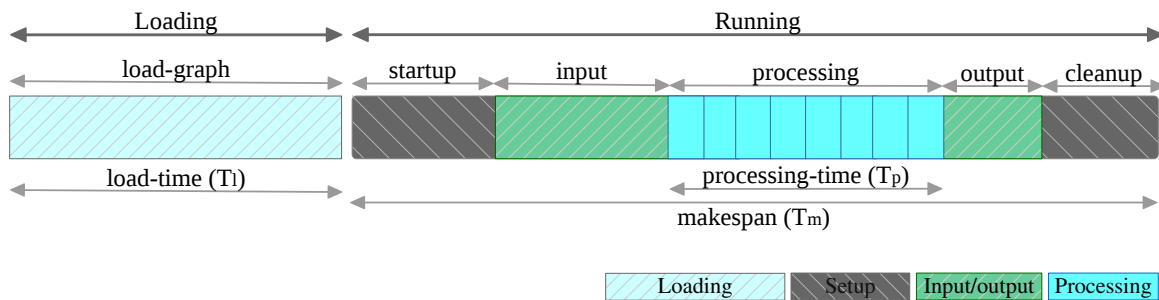 Loading Running
load-graph startup input processing output cleanup
load-time (Tl) processing-time (Tp)
makespan (Tm)
Loading Setup Input/output Processing